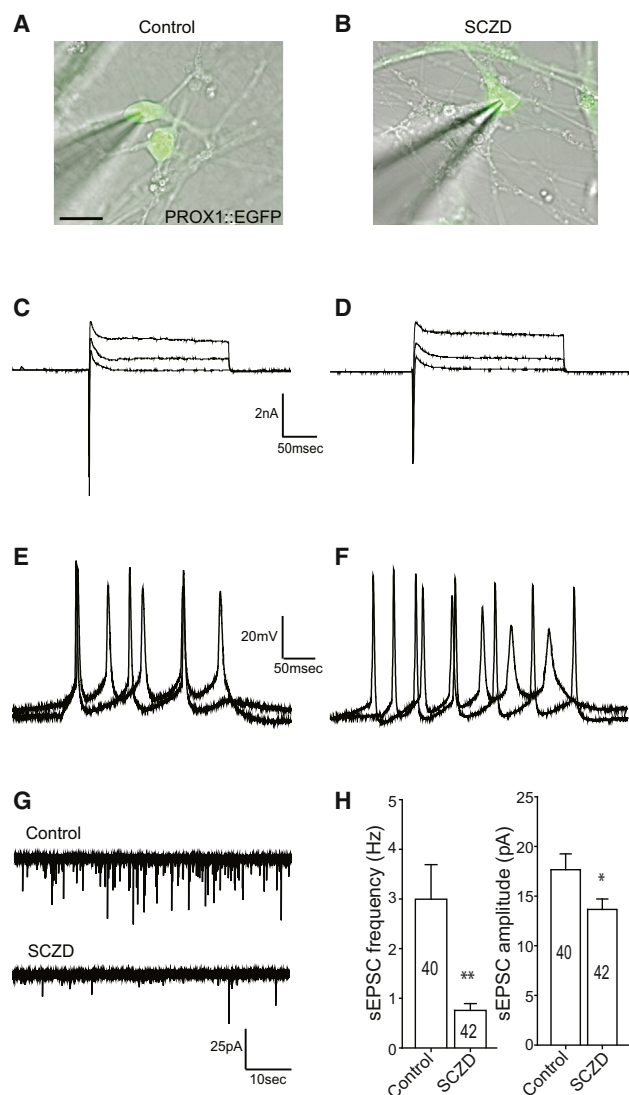 A
Control
B
SCZD
PROX1::EGFP
C
D
2nA
50msec
E
F
20mV
50msec
G
H
Control
SCZD
25pA
10sec
sEPSC frequency (Hz)
5
4
3
2
1
0
40
**
42
Control
SCZD
sEPSC amplitude (pA)
25
20
15
10
5
0
40
*
42
Control
SCZD